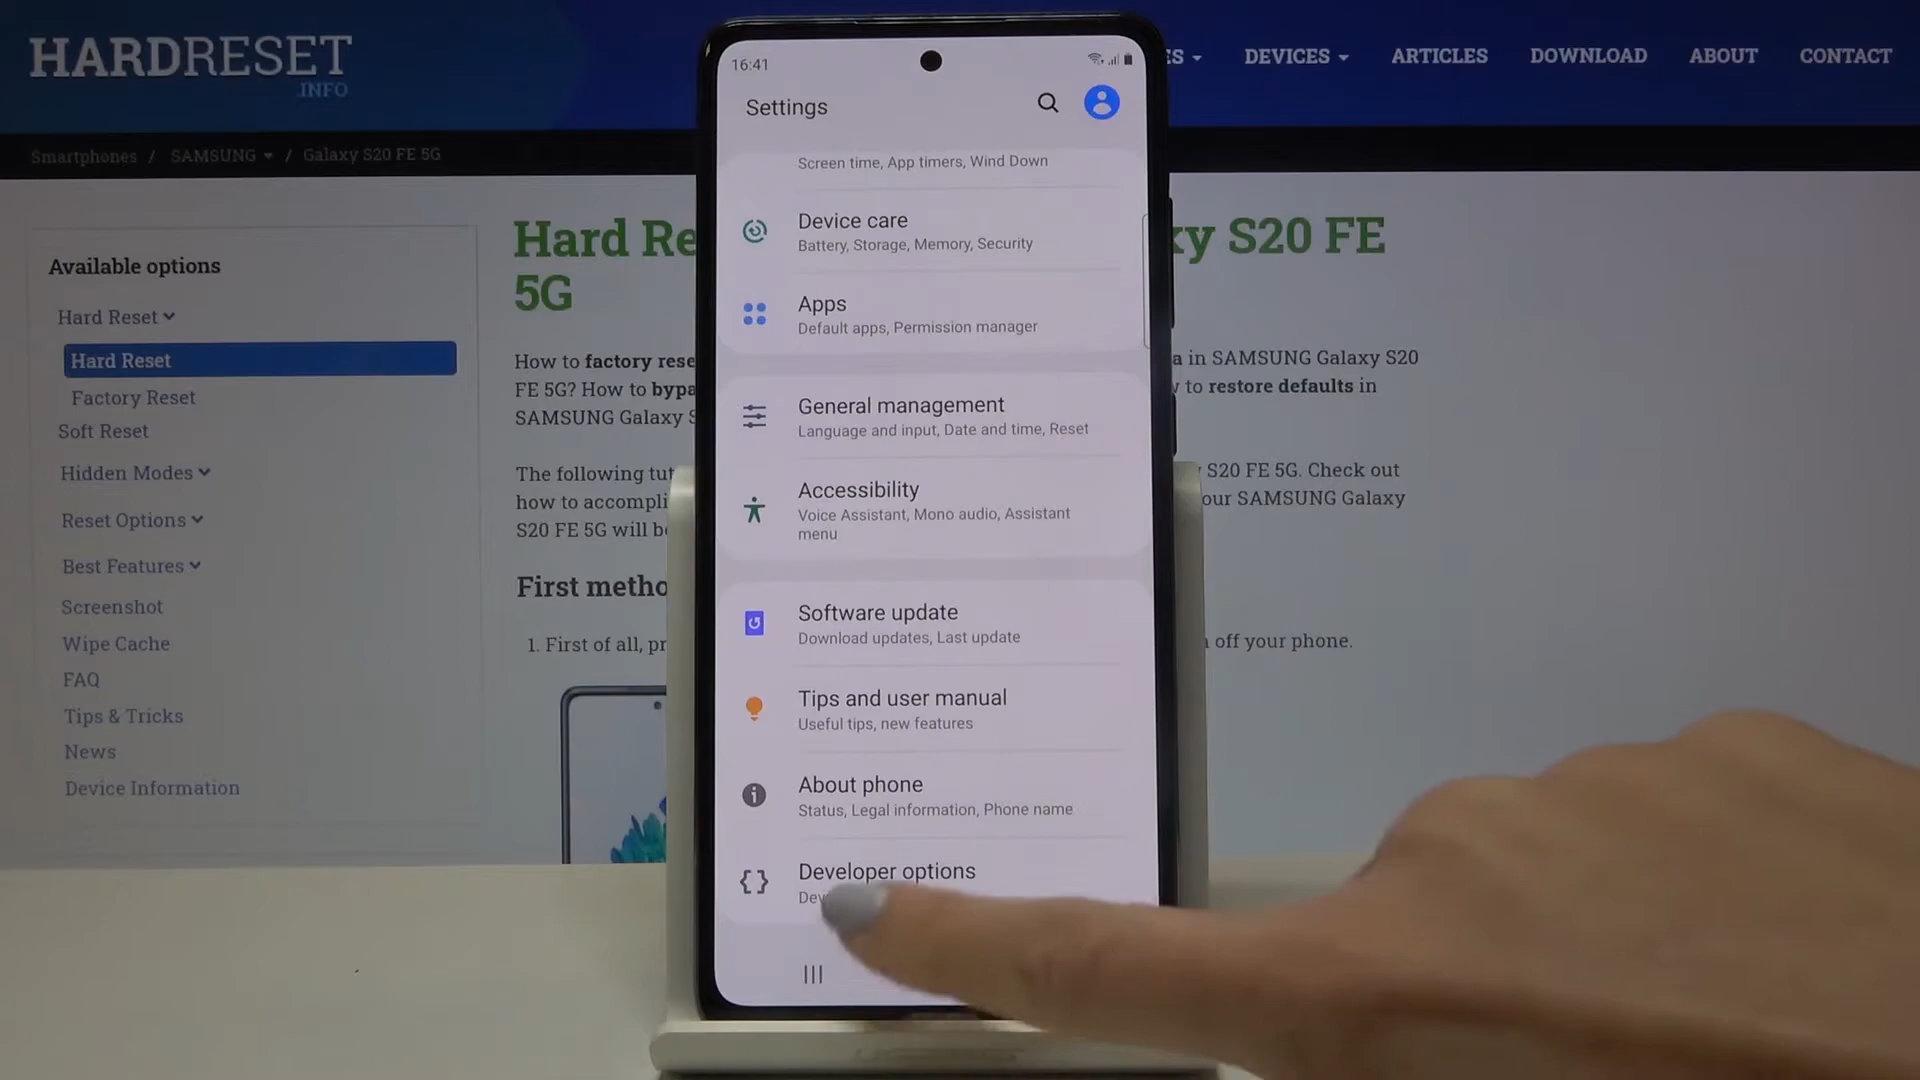 HARDRESET
.INFO
DEVICES
ARTICLES
DOWNLOAD
ABOUT
CONTACT
Smartphones / SAMSUNG / Galaxy S20 FE 5G
Available options
Hard Reset
Hard Reset
Factory Reset
Soft Reset
Hidden Modes
Reset Options
Best Features
Screenshot
Wipe Cache
FAQ
Tips & Tricks
News
Device Information
Hard Re
5G
How to factory rese
FE 5G? How to bypa
SAMSUNG Galaxy S
The following tut
how to accompli
S20 FE 5G will be
First metho
1. First of all, pr
16:41
Settings
Screen time, App timers, Wind Down
Device care
Battery, Storage, Memory, Security
Apps
Default apps, Permission manager
General management
Language and input, Date and time, Reset
Accessibility
Voice Assistant, Mono audio, Assistant
menu
Software update
Download updates, Last update
Tips and user manual
Useful tips, new features
About phone
Status, Legal information, Phone name
Developer options
xy S20 FE
a in SAMSUNG Galaxy S20
to restore defaults in
S20 FE 5G. Check out
our SAMSUNG Galaxy
off your phone.